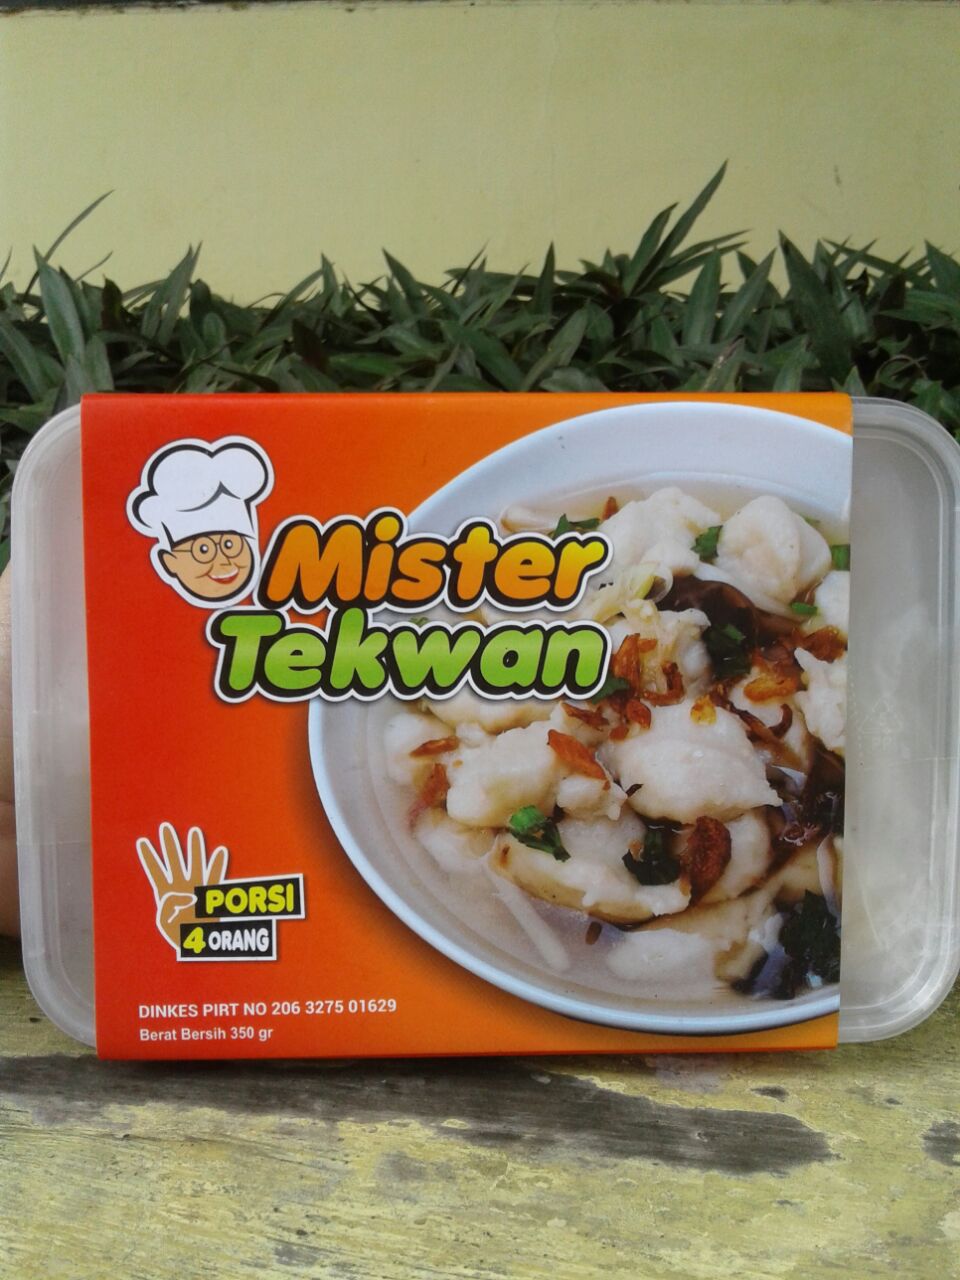 Mister
Tekwan
PORSI
4 ORANG
DINKES PIRT NO 206 3275 01629
Berat Bersih 350 gr